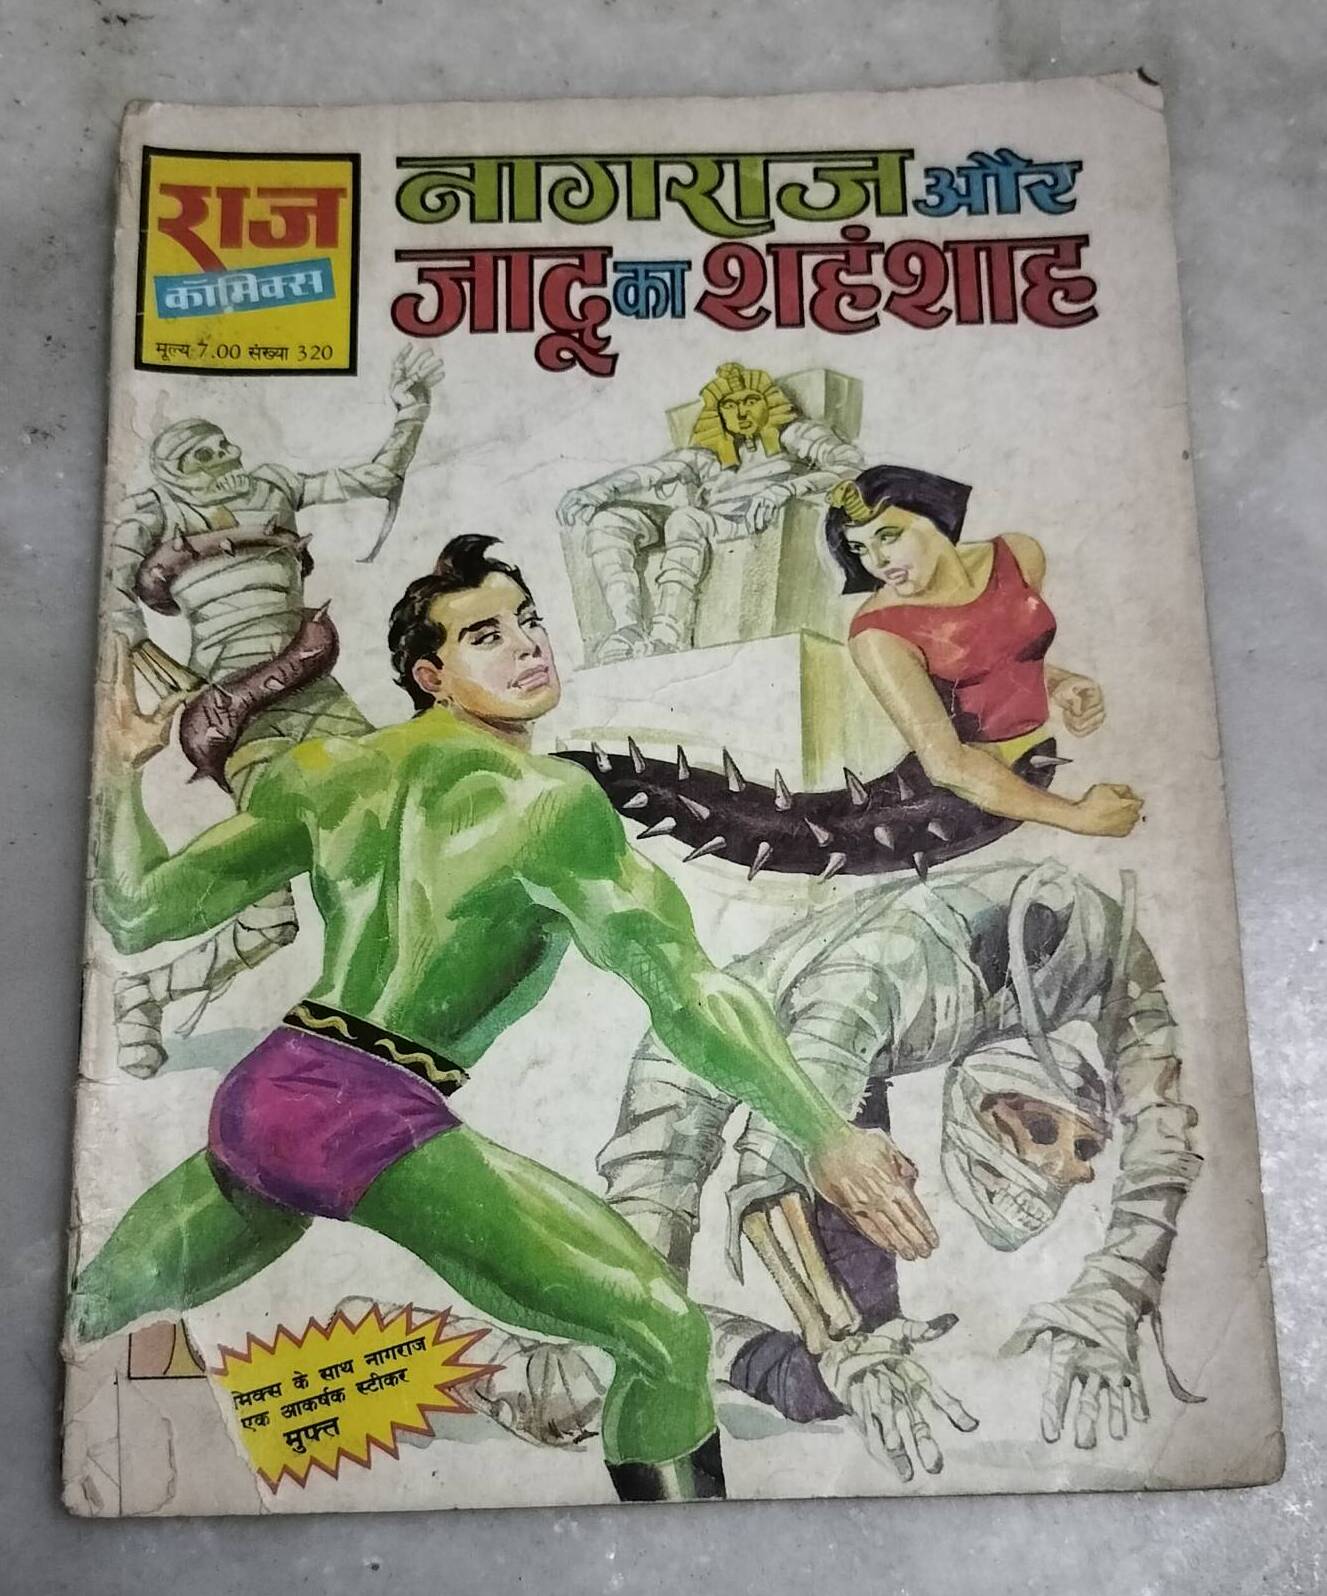 राज
कॉमिक्स
मूल्य 7.00 संख्या 320
नागराज और
जादू का शहंशाह
मिक्स के साथ नागराज
एक आकर्षक स्टीकर
मुफ्त